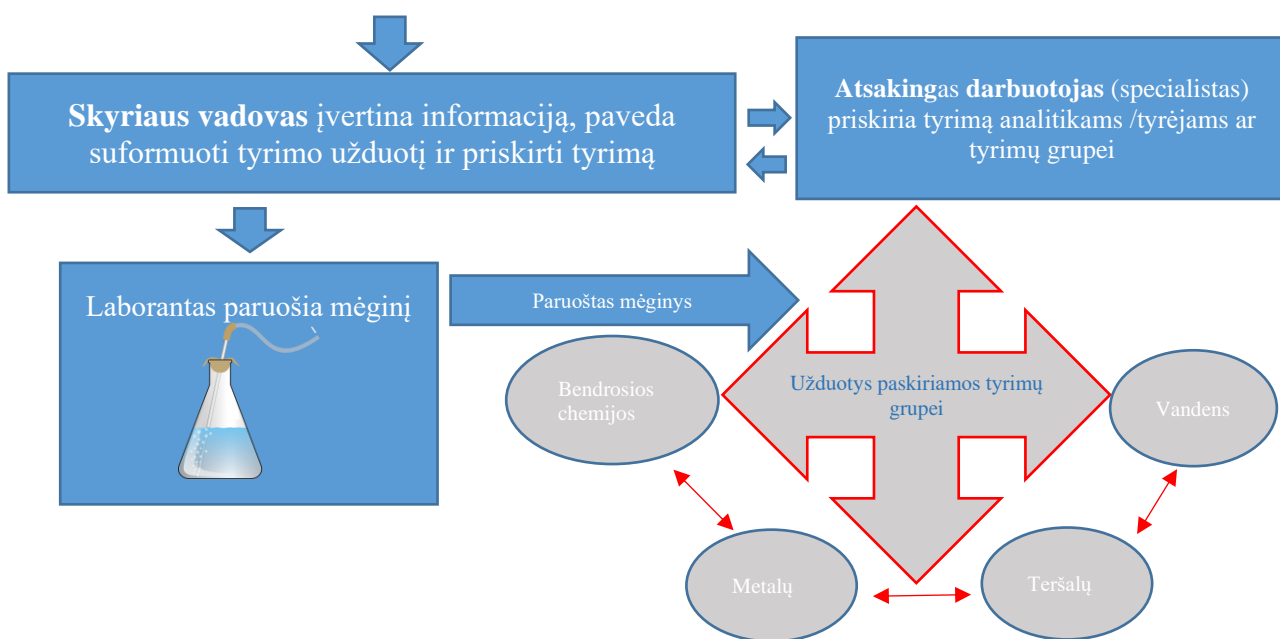 Skyriaus vadovas įvertina informaciją, paveda
suformuoti tyrimo užduotį ir priskirti tyrimą
Atsakingas darbuotojas (specialistas)
priskiria tyrimą analitikams /tyrėjams ar
tyrimų grupei
Laborantas paruošia mėginį
Paruoštas mėginys
Užduotys paskiriamos tyrimų
grupei
Bendrosios
chemijos
Vandens
Metalų
Teršalų